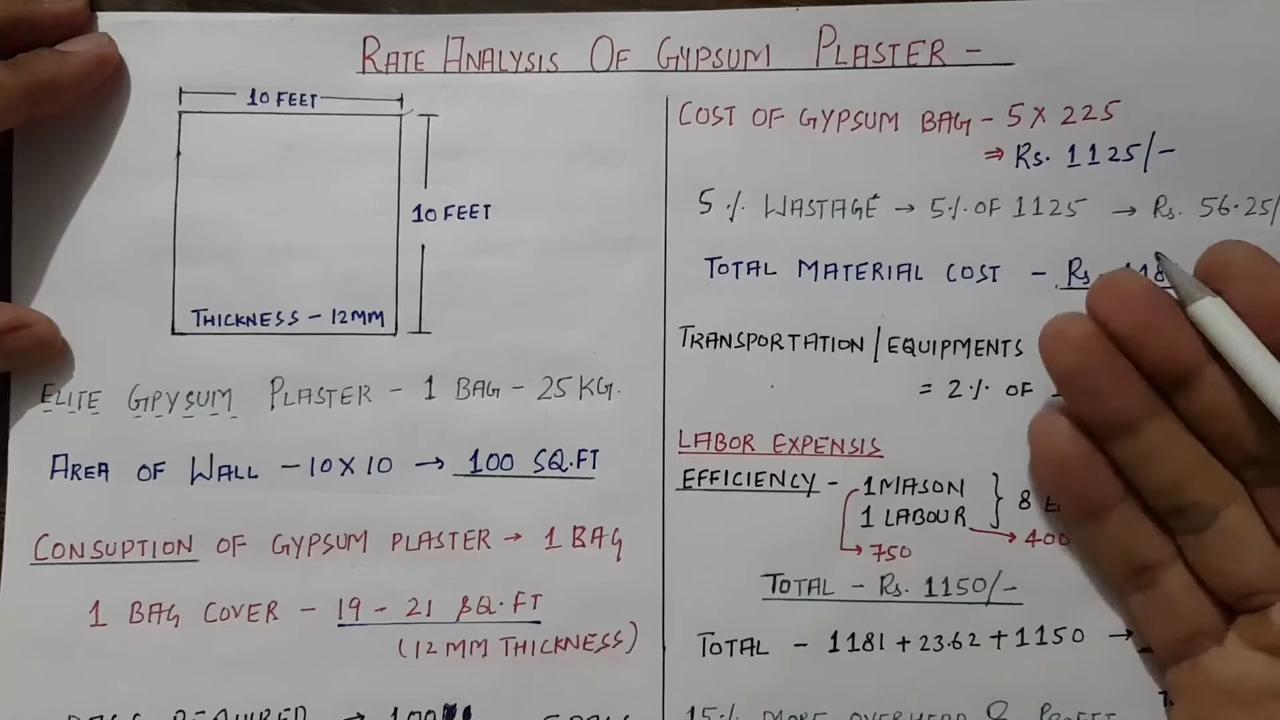 RATE ANALYSIS OF GYPSUM PLASTER -
10 FEET
10 FEET
THICKNESS - 12MM
ELITE GPYSUM PLASTER - 1 BAG - 25 KG.
AREA OF WALL - 10 X 10 → 100 SQ.FT
CONSUPTION OF GYPSUM PLASTER → 1 BAG
1 BAG COVER - 19 - 21 SQ.FT
(12MM THICKNESS)
COST OF GYPSUM BAG - 5 X 225
⇒ Rs. 1125/-
5 % WASTAGE → 5% OF 1125 → Rs. 56.25/
TOTAL MATERIAL COST - Rs
TRANSPORTATION / EQUIPMENTS
= 2 % OF
LABOR EXPENSIS
EFFICIENCY - 1 MASON
1 LABOUR } 8
→ 750
→ 400
TOTAL - Rs. 1150/-
TOTAL - 1181 + 23.62 + 1150 →
15% MORE OVERHEAD & PROFIT